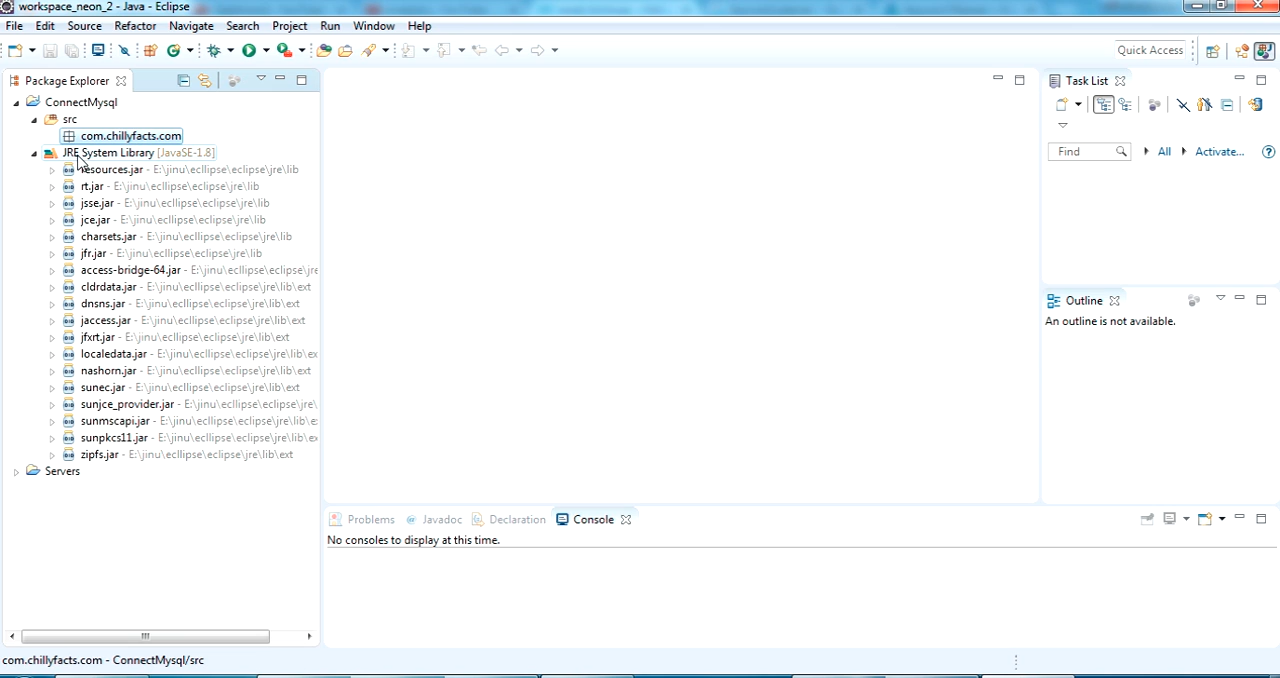 workspace_neon_2 - Java - Eclipse
File Edit Source Refactor Navigate Search Project Run Window Help
Quick Access
Package Explorer
ConnectMysql
src
com.chillyfacts.com
JRE System Library [JavaSE-1.8]
resources.jar - E:\jinu\ecllipse\eclipse\jre\lib
rt.jar - E:\jinu\ecllipse\eclipse\jre\lib
jsse.jar - E:\jinu\ecllipse\eclipse\jre\lib
jce.jar - E:\jinu\ecllipse\eclipse\jre\lib
charsets.jar - E:\jinu\ecllipse\eclipse\jre\lib
jfr.jar - E:\jinu\ecllipse\eclipse\jre\lib
access-bridge-64.jar - E:\jinu\ecllipse\eclipse\jre
cldrdata.jar - E:\jinu\ecllipse\eclipse\jre\lib\ext
dnsns.jar - E:\jinu\ecllipse\eclipse\jre\lib\ext
jaccess.jar - E:\jinu\ecllipse\eclipse\jre\lib\ext
jfxrt.jar - E:\jinu\ecllipse\eclipse\jre\lib\ext
localedata.jar - E:\jinu\ecllipse\eclipse\jre\lib\ex
nashorn.jar - E:\jinu\ecllipse\eclipse\jre\lib\ext
sunec.jar - E:\jinu\ecllipse\eclipse\jre\lib\ext
sunjce_provider.jar - E:\jinu\ecllipse\eclipse\jre\
sunmscapi.jar - E:\jinu\ecllipse\eclipse\jre\lib\e
sunpkcs11.jar - E:\jinu\ecllipse\eclipse\jre\lib\ex
zipfs.jar - E:\jinu\ecllipse\eclipse\jre\lib\ext
Servers
Task List
Find All Activate...
Outline
An outline is not available.
Problems Javadoc Declaration Console
No consoles to display at this time.
com.chillyfacts.com - ConnectMysql/src